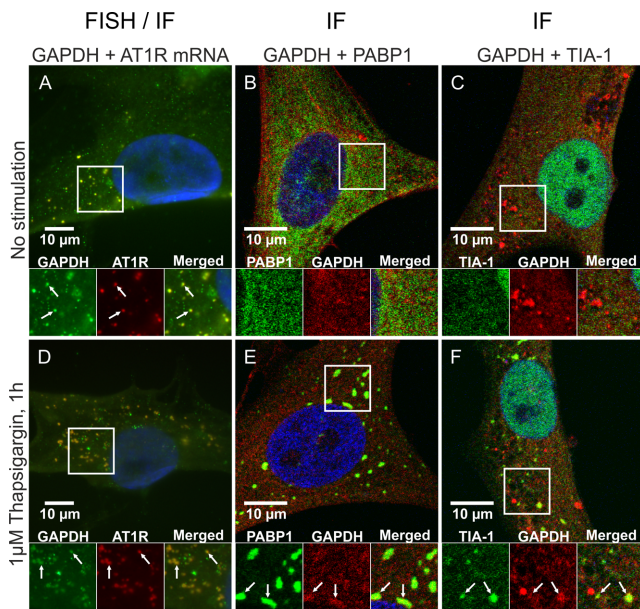 FISH / IF IF IF
GAPDH + AT1R mRNA GAPDH + PABP1 GAPDH + TIA-1
No stimulation
A B C
10 µm 10 µm 10 µm
GAPDH AT1R Merged PABP1 GAPDH Merged TIA-1 GAPDH Merged
1µM Thapsigargin, 1h
D E F
10 µm 10 µm 10 µm
GAPDH AT1R Merged PABP1 GAPDH Merged TIA-1 GAPDH Merged